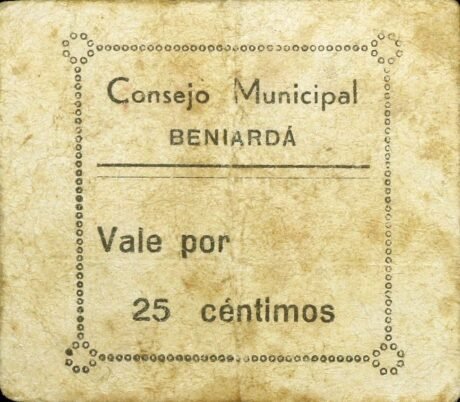 Consejo Municipal
BENIARDÁ
Vale por
25 céntimos